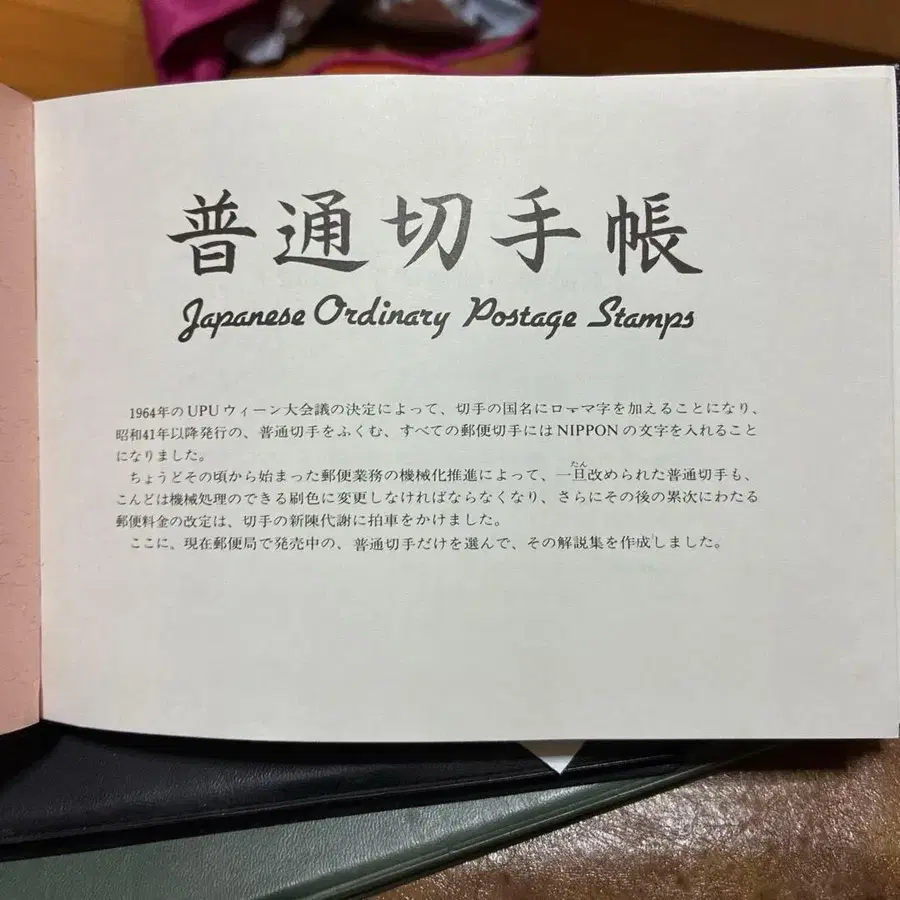 普通切手帳
Japanese Ordinary Postage Stamps
1964年のUPUウィーン大会議の決定によって、切手の国名にローマ字を加えることになり、
昭和41年以降発行の、普通切手をふくむ、すべての郵便切手にはNIPPONの文字を入れること
になりました。
ちょうどその頃から始まった郵便業務の機械化推進によって、一旦たん改められた普通切手も、
こんどは機械処理のできる刷色に変更しなければならなくなり、さらにその後の累次にわたる
郵便料金の改定は、切手の新陳代謝に拍車をかけました。
ここに、現在郵便局で発売中の、普通切手だけを選んで、その解説集を作成しました。